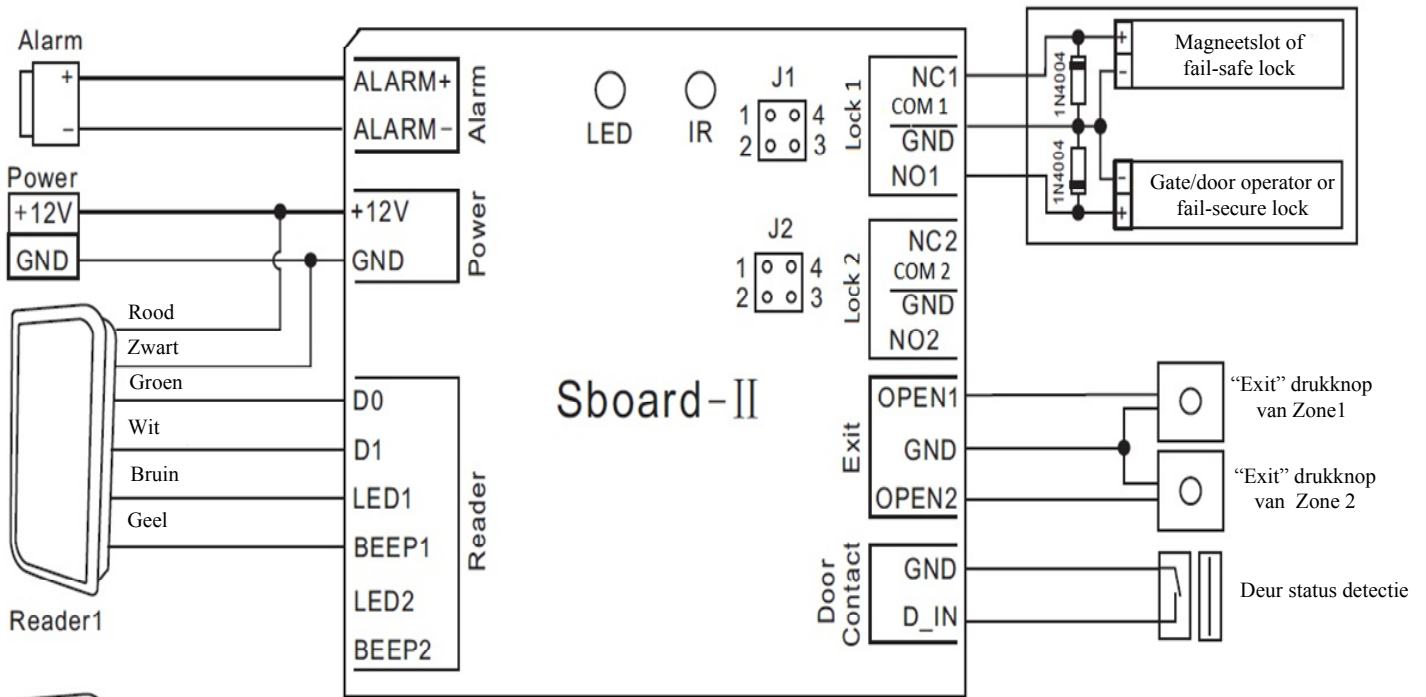 Alarm
+
−
Power
+12V
GND
Rood
Zwart
Groen
Wit
Bruin
Geel
Reader1
ALARM+
ALARM−
Alarm
+12V
GND
Power
D0
D1
LED1
BEEP1
LED2
BEEP2
Reader
LED
IR
J1
1 4
2 3
J2
1 4
2 3
Sboard-II
Lock 1
NC1
COM 1
GND
NO1
Lock 2
NC2
COM 2
GND
NO2
Exit
OPEN1
GND
OPEN2
Door
Contact
GND
D_IN
1N4004
1N4004
+
−
Magneetslot of
fail-safe lock
−
+
Gate/door operator or
fail-secure lock
“Exit” drukknop
van Zone1
“Exit” drukknop
van Zone 2
Deur status detectie